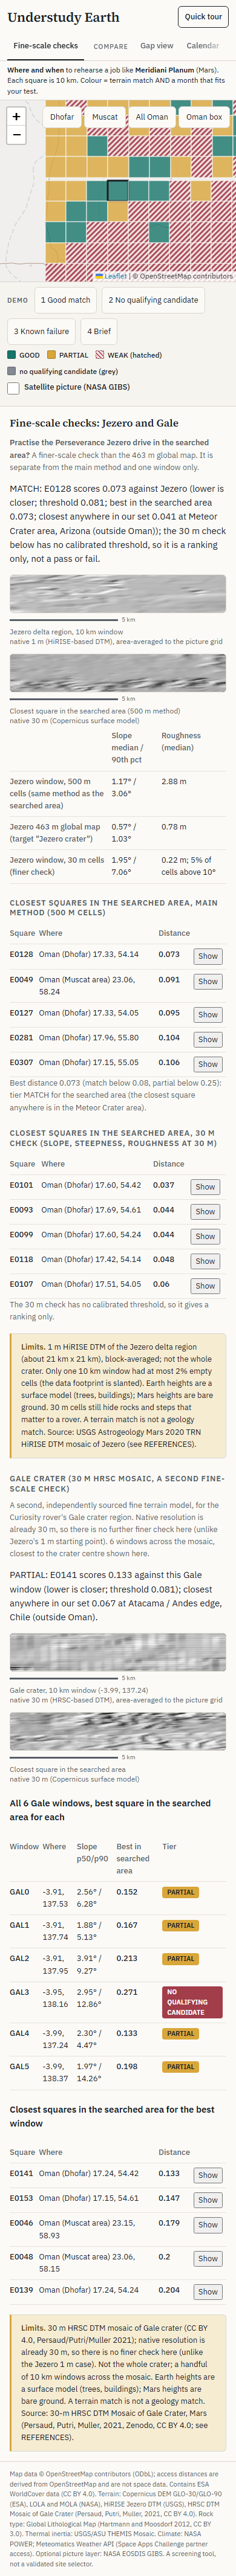 Understudy Earth
Quick tour
Fine-scale checks
COMPARE
Gap view
Calendar
Where and when to rehearse a job like Meridiani Planum (Mars).
Each square is 10 km. Colour = terrain match AND a month that fits
your test.
+
−
Dhofar
Muscat
All Oman
Oman box
Leaflet | © OpenStreetMap contributors
DEMO
1 Good match
2 No qualifying candidate
3 Known failure
4 Brief
GOOD
PARTIAL
WEAK (hatched)
no qualifying candidate (grey)
Satellite picture (NASA GIBS)
Fine-scale checks: Jezero and Gale
Practise the Perseverance Jezero drive in the searched
area? A finer-scale check than the 463 m global map. It is
separate from the main method and one window only.
MATCH: E0128 scores 0.073 against Jezero (lower is
closer; threshold 0.081; best in the searched area
0.073; closest anywhere in our set 0.041 at Meteor
Crater area, Arizona (outside Oman)); the 30 m check
below has no calibrated threshold, so it is a ranking
only, not a pass or fail.
5 km
Jezero delta region, 10 km window
native 1 m (HiRISE-based DTM), area-averaged to the picture grid
5 km
Closest square in the searched area (500 m method)
native 30 m (Copernicus surface model)
Slope median / 90th pct Roughness (median)
Jezero window, 500 m cells (same method as the searched area) 1.17° / 3.06° 2.88 m
Jezero 463 m global map (target "Jezero crater") 0.57° / 1.03° 0.78 m
Jezero window, 30 m cells (finer check) 1.95° / 7.06° 0.22 m; 5% of cells above 10°
CLOSEST SQUARES IN THE SEARCHED AREA, MAIN
METHOD (500 M CELLS)
Square Where Distance
E0128 Oman (Dhofar) 17.33, 54.14 0.073 Show
E0049 Oman (Muscat area) 23.06, 58.24 0.091 Show
E0127 Oman (Dhofar) 17.33, 54.05 0.095 Show
E0281 Oman (Dhofar) 17.96, 55.80 0.104 Show
E0307 Oman (Dhofar) 17.15, 55.05 0.106 Show
Best distance 0.073 (match below 0.08, partial below 0.25):
tier MATCH for the searched area (the closest square
anywhere is in the Meteor Crater area).
CLOSEST SQUARES IN THE SEARCHED AREA, 30 M
CHECK (SLOPE, STEEPNESS, ROUGHNESS AT 30 M)
Square Where Distance
E0101 Oman (Dhofar) 17.60, 54.42 0.037 Show
E0093 Oman (Dhofar) 17.69, 54.61 0.044 Show
E0099 Oman (Dhofar) 17.60, 54.24 0.044 Show
E0118 Oman (Dhofar) 17.42, 54.14 0.048 Show
E0107 Oman (Dhofar) 17.51, 54.05 0.06 Show
The 30 m check has no calibrated threshold, so it gives a
ranking only.
Limits. 1 m HiRISE DTM of the Jezero delta region
(about 21 km x 21 km), block-averaged; not the whole
crater. Only one 10 km window had at most 2% empty
cells (the data footprint is slanted). Earth heights are a
surface model (trees, buildings); Mars heights are bare
ground. 30 m cells still hide rocks and steps that
matter to a rover. A terrain match is not a geology
match. Source: USGS Astrogeology Mars 2020 TRN
HiRISE DTM mosaic of Jezero (see REFERENCES).
GALE CRATER (30 M HRSC MOSAIC, A SECOND FINE-
SCALE CHECK)
A second, independently sourced fine terrain model, for the
Curiosity rover's Gale crater region. Native resolution is
already 30 m, so there is no further finer check here (unlike
Jezero's 1 m starting point). 6 windows across the mosaic,
closest to the crater centre shown here.
PARTIAL: E0141 scores 0.133 against this Gale
window (lower is closer; threshold 0.081); closest
anywhere in our set 0.067 at Atacama / Andes edge,
Chile (outside Oman).
5 km
Gale crater, 10 km window (-3.99, 137.24)
native 30 m (HRSC-based DTM), area-averaged to the picture grid
5 km
Closest square in the searched area
native 30 m (Copernicus surface model)
All 6 Gale windows, best square in the searched
area for each
Window Where Slope p50/p90 Best in searched area Tier
GAL0 -3.91, 137.53 2.56° / 6.28° 0.152 PARTIAL
GAL1 -3.91, 137.74 1.88° / 5.13° 0.167 PARTIAL
GAL2 -3.91, 137.95 3.91° / 9.27° 0.213 PARTIAL
GAL3 -3.95, 138.16 2.95° / 12.86° 0.271 NO QUALIFYING CANDIDATE
GAL4 -3.99, 137.24 2.30° / 4.47° 0.133 PARTIAL
GAL5 -3.99, 138.37 1.97° / 14.26° 0.198 PARTIAL
Closest squares in the searched area for the best
window
Square Where Distance
E0141 Oman (Dhofar) 17.24, 54.42 0.133 Show
E0153 Oman (Dhofar) 17.15, 54.61 0.147 Show
E0046 Oman (Muscat area) 23.15, 58.93 0.179 Show
E0048 Oman (Muscat area) 23.06, 58.15 0.2 Show
E0139 Oman (Dhofar) 17.24, 54.24 0.204 Show
Limits. 30 m HRSC DTM mosaic of Gale Crater (CC BY
4.0, Persaud/Putri/Muller 2021); native resolution is
already 30 m, so there is no finer check here (unlike
the Jezero 1 m case). Not the whole crater; a handful
of 10 km windows across the mosaic. Earth heights are
a surface model (trees, buildings); Mars heights are
bare ground. A terrain match is not a geology match.
Source: 30-m HRSC DTM mosaic of Gale Crater, Mars
(Persaud, Putri, Muller, 2021, Zenodo, CC BY 4.0; see
REFERENCES).
Map data © OpenStreetMap contributors (ODbL); access distances are
derived from OpenStreetMap and are not space data. Contains ESA
WorldCover data (CC BY 4.0). Terrain: Copernicus DEM GLO-30/GLO-90
(ESA), LOLA and MOLA (NASA), HiRISE Jezero DTM (USGS), HRSC DTM
Mosaic of Gale Crater (Persaud, Putri, Muller, 2021, CC BY 4.0). Rock
type: Global Lithological Map (Hartmann and Moosdorf 2012, CC BY
3.0). Thermal inertia: USGS/ASU THEMIS Mosaic. Climate: NASA
POWER; Meteomatics Weather API (Space Apps Challenge partner
access). Optional picture layer: NASA EOSDIS GIBS. A screening tool,
not a validated site selector.